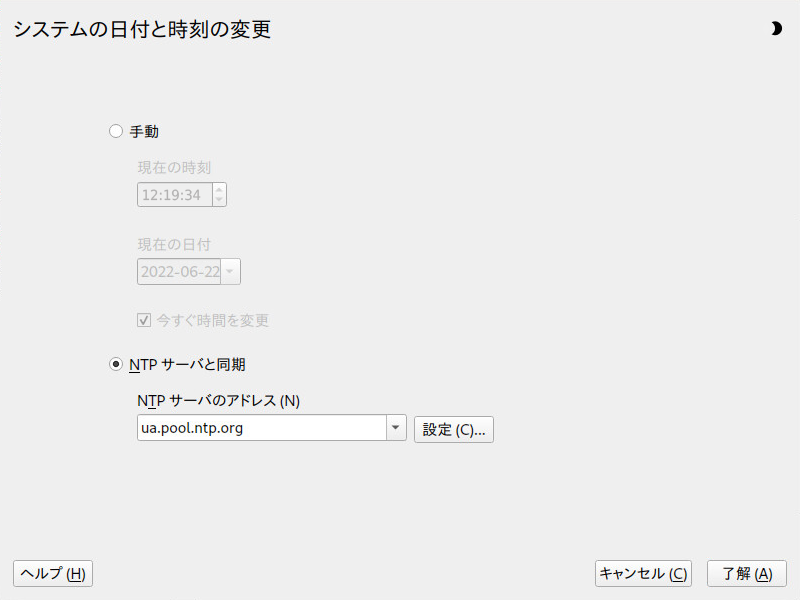 システムの日付と時刻の変更
手動
現在の時刻
12:19:34
現在の日付
2022-06-22
今すぐ時間を変更
NTP サーバと同期
NTP サーバのアドレス (N)
ua.pool.ntp.org
設定 (C)...
ヘルプ (H)
キャンセル (C)
了解 (A)